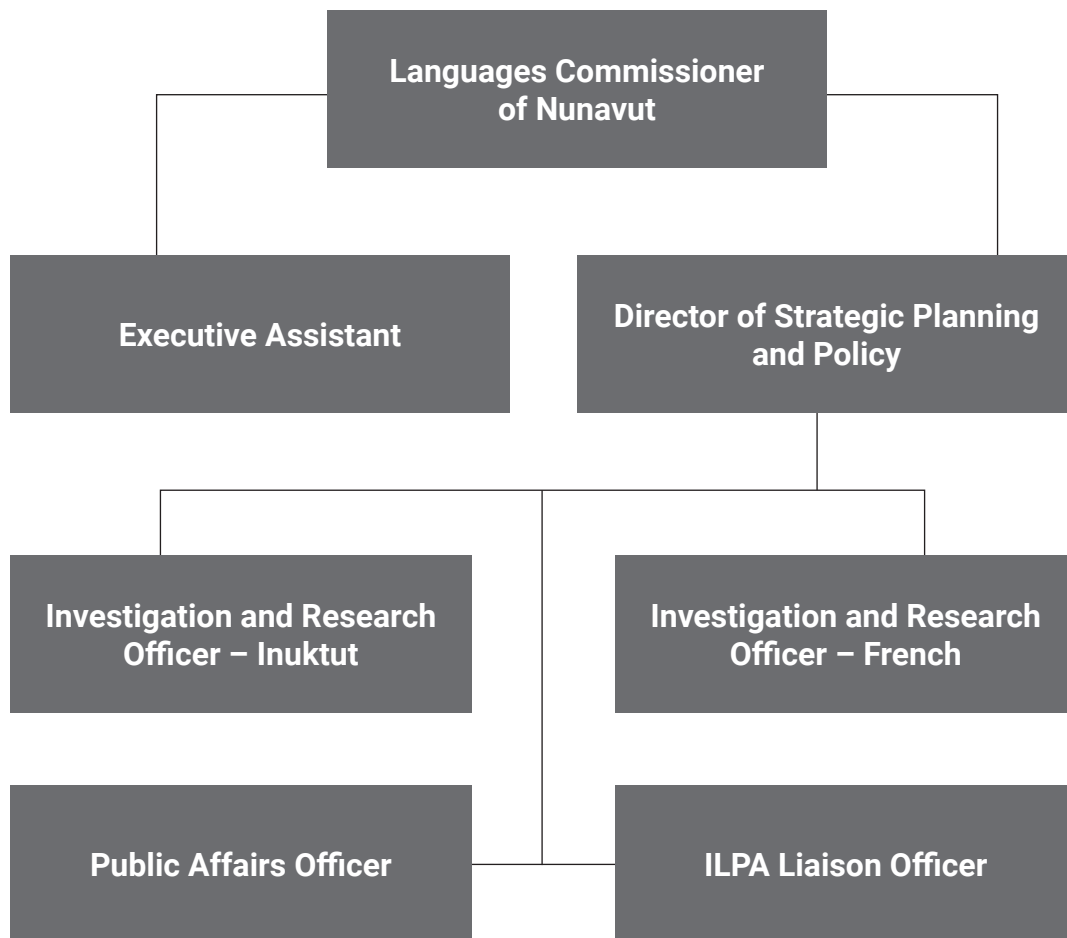 Languages Commissioner
of Nunavut
Executive Assistant
Director of Strategic Planning
and Policy
Investigation and Research
Officer – Inuktut
Investigation and Research
Officer – French
Public Affairs Officer
ILPA Liaison Officer